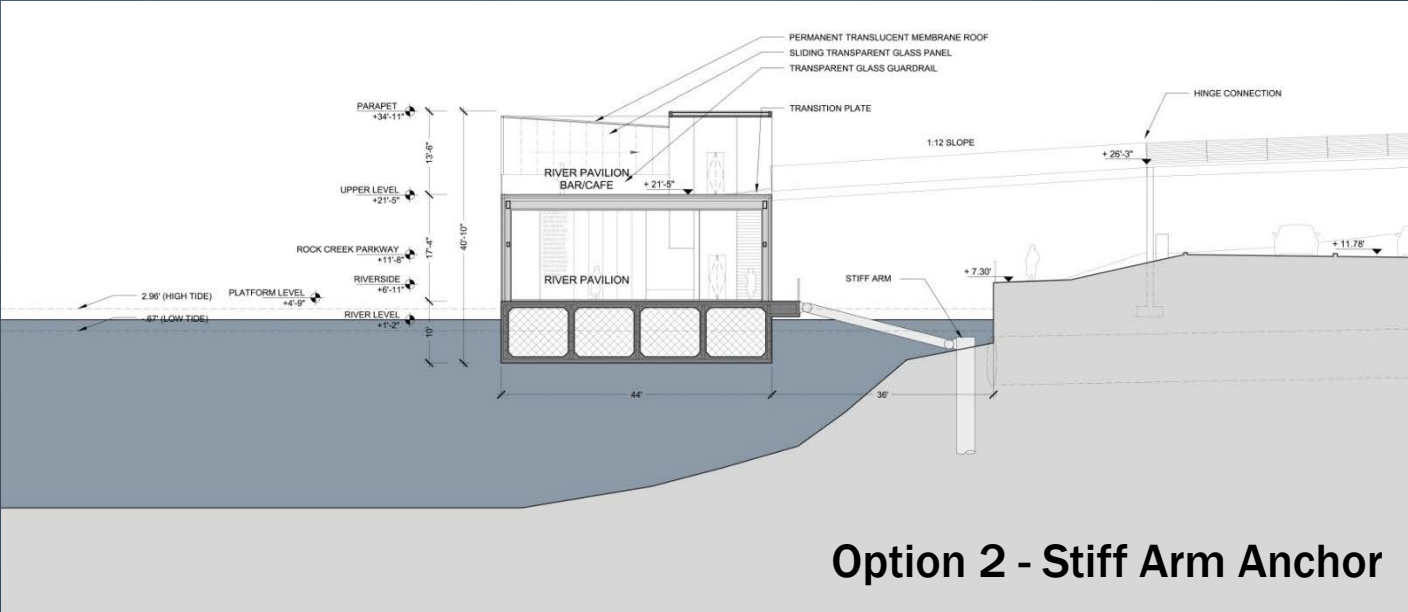 PERMANENT TRANSLUCENT MEMBRANE ROOF
SLIDING TRANSPARENT GLASS PANEL
TRANSPARENT GLASS GUARDRAIL
TRANSITION PLATE
HINGE CONNECTION
PARAPET
+34'-11"
13'-6"
1:12 SLOPE
+ 26'-3"
RIVER PAVILION
BAR/CAFE
+ 21'-5"
UPPER LEVEL
+21'-5"
17'-4"
40'-10"
ROCK CREEK PARKWAY
+11'-8"
+ 11.78'
RIVERSIDE
+6'-11"
RIVER PAVILION
STIFF ARM
+ 7.30'
2.96' (HIGH TIDE)
PLATFORM LEVEL
+4'-9"
-.67' (LOW TIDE)
RIVER LEVEL
+1'-2"
10'
44'
36'
Option 2 - Stiff Arm Anchor